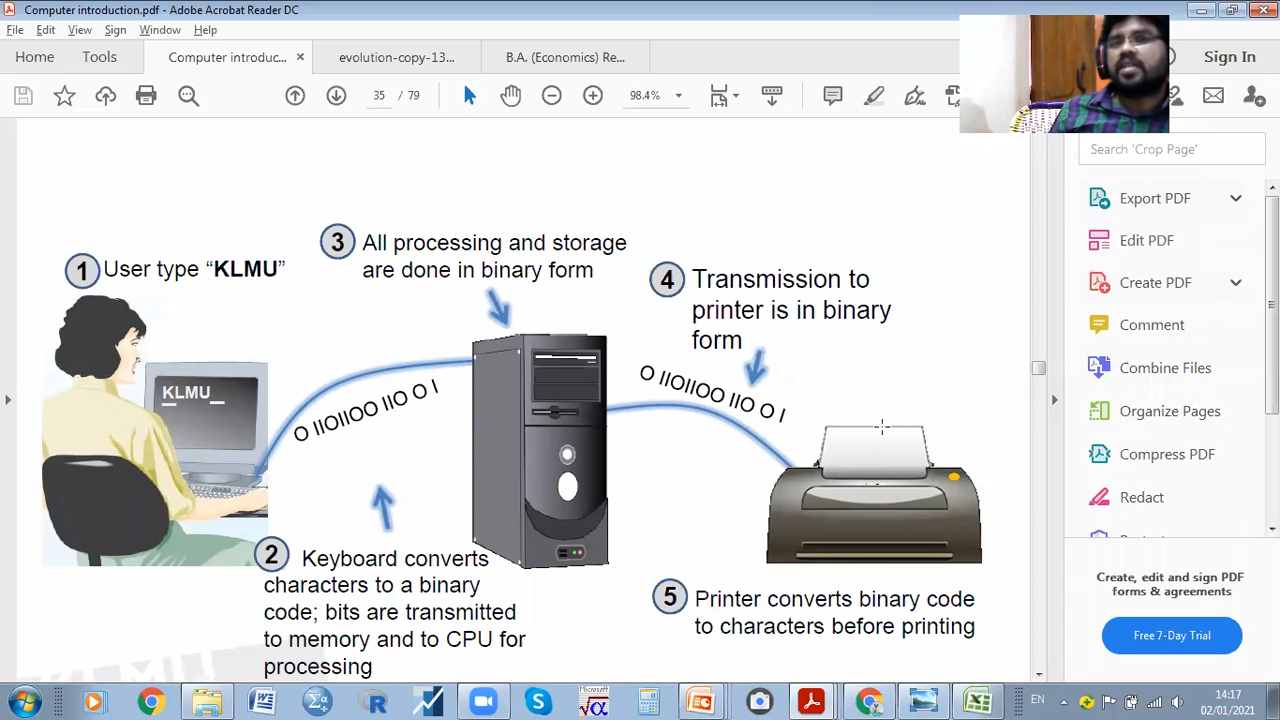 Computer introduction.pdf - Adobe Acrobat Reader DC
File Edit View Sign Window Help
Home Tools Computer introduc... × evolution-copy-13... B.A. (Economics) Re... Sign In
35 / 79 98.4%
Search 'Crop Page'
Export PDF
Edit PDF
Create PDF
Comment
Combine Files
Organize Pages
Compress PDF
Redact
Create, edit and sign PDF
forms & agreements
Free 7-Day Trial
1 User type “KLMU”
KLMU_
O IIOIIOO IIO O I
2 Keyboard converts
characters to a binary
code; bits are transmitted
to memory and to CPU for
processing
3 All processing and storage
are done in binary form
4 Transmission to
printer is in binary
form
O IIOIIOO IIO O I
5 Printer converts binary code
to characters before printing
Microsoft
EN
14:17
02/01/2021